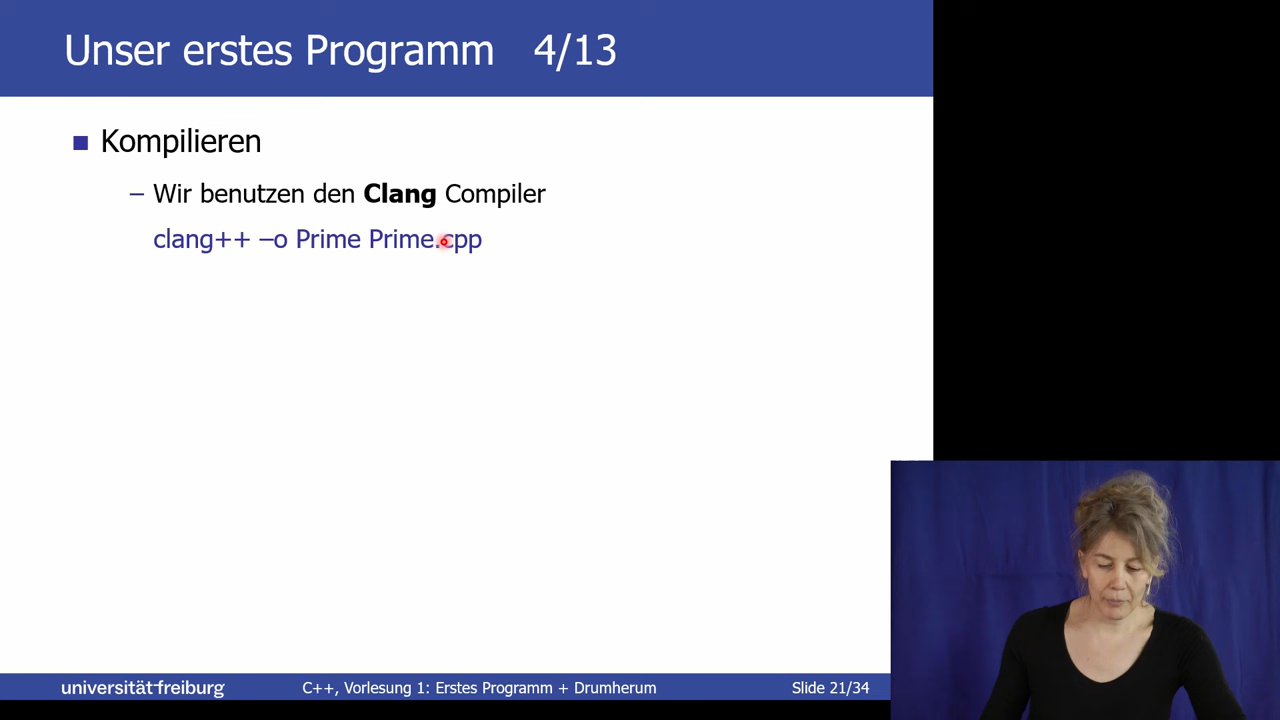 Unser erstes Programm 4/13
Kompilieren
– Wir benutzen den Clang Compiler
clang++ –o Prime Prime.cpp
universität freiburg
C++, Vorlesung 1: Erstes Programm + Drumherum
Slide 21/34